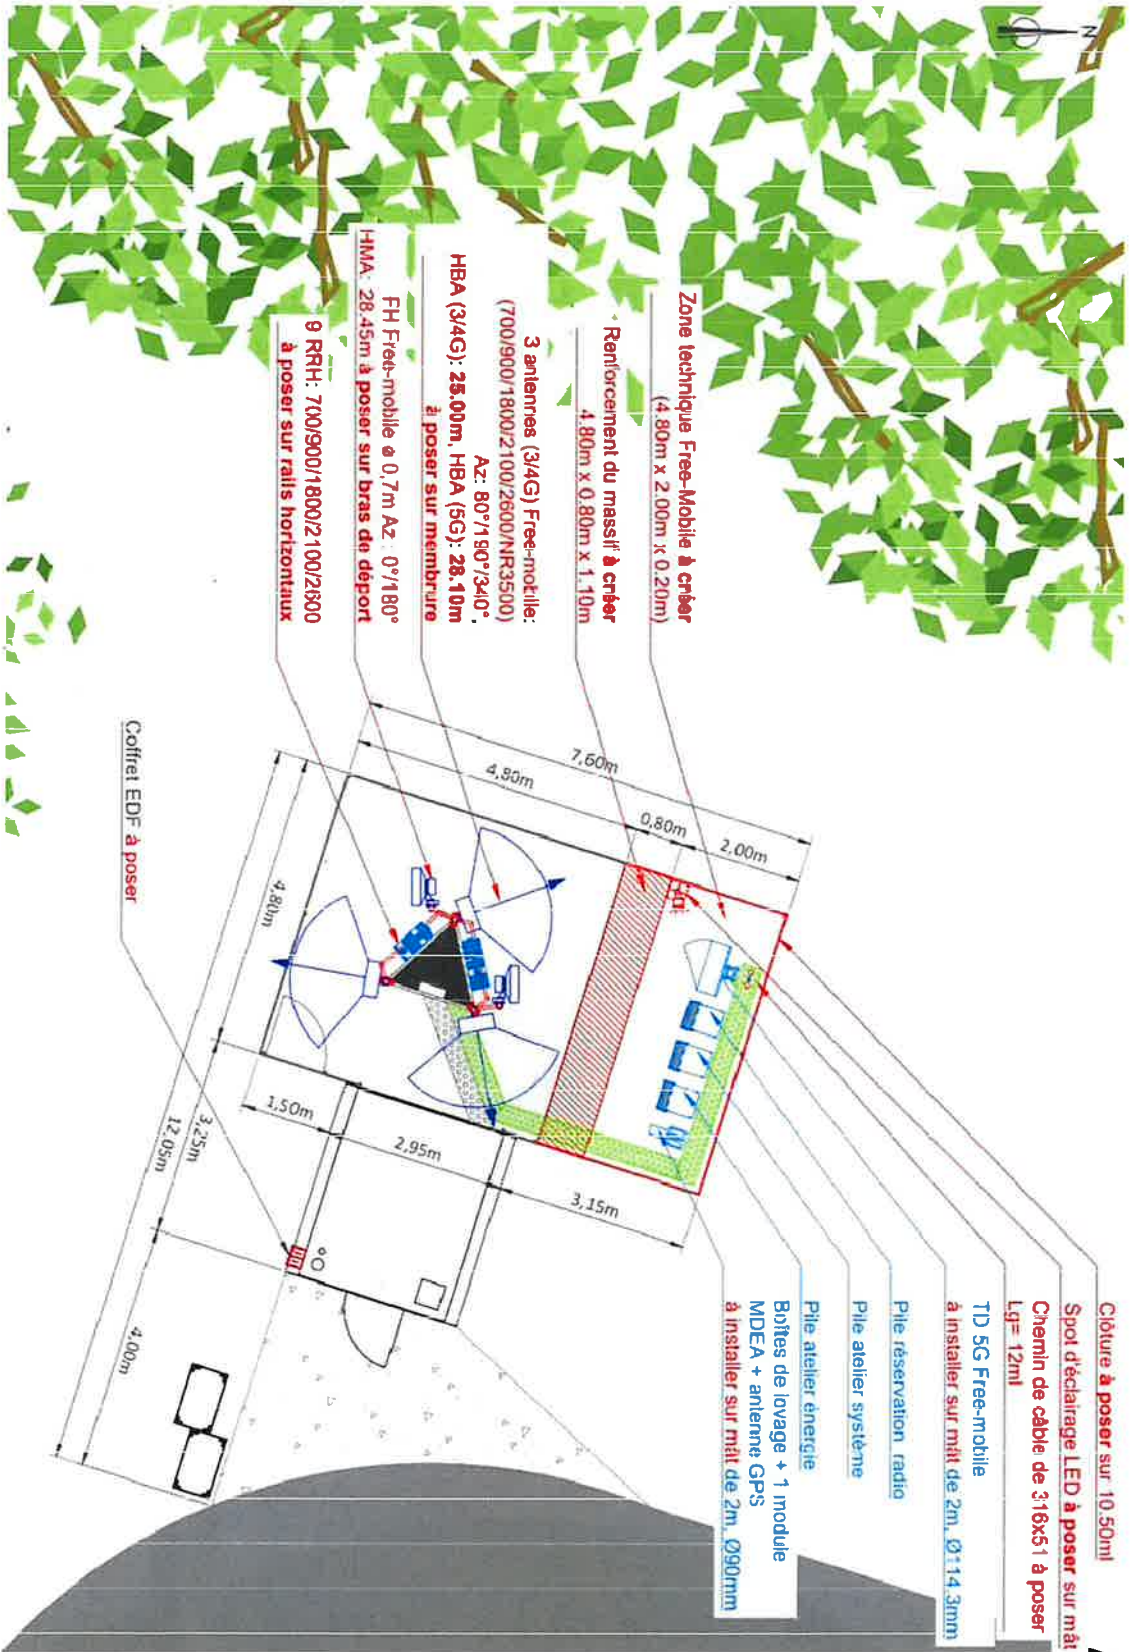 N
Zone technique Free-Mobile à créer
(4.80m x 2.00m x 0.20m)
Renforcement du massif à créer
4.80m x 0.80m x 1.10m
3 antennes (3/4G) Free-mobile:
(700/900/1800/2100/2600/NR3500)
Az: 80°/190°/340°.
HBA (3/4G): 25.00m, HBA (5G): 28.10m
à poser sur membrure
FH Free-mobile ø 0,7m Az : 0°/180°
HMA: 28.45m à poser sur bras de déport
9 RRH: 700/900/1800/2100/2600
à poser sur rails horizontaux
Coffret EDF à poser
7,60m
4,80m
0,80m
2,00m
4,80m
3,25m
12,05m
4,00m
1,50m
2,95m
3,15m
Clôture à poser sur 10.50ml
Spot d'éclairage LED à poser sur mât
Chemin de câble de 316x51 à poser
Lg= 12ml
TD 5G Free-mobile
à installer sur mât de 2m, Ø114.3mm
Pile réservation radio
Pile atelier système
Pile atelier énergie
Boîtes de lovage + 1 module
MDEA + antenne GPS
à installer sur mât de 2m, Ø90mm